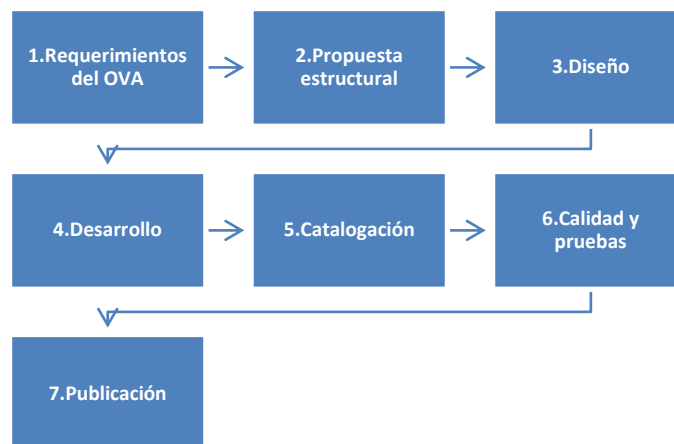 1.Requerimientos
del OVA
2.Propuesta
estructural
3.Diseño
4.Desarrollo
5.Catalogación
6.Calidad y
pruebas
7.Publicación